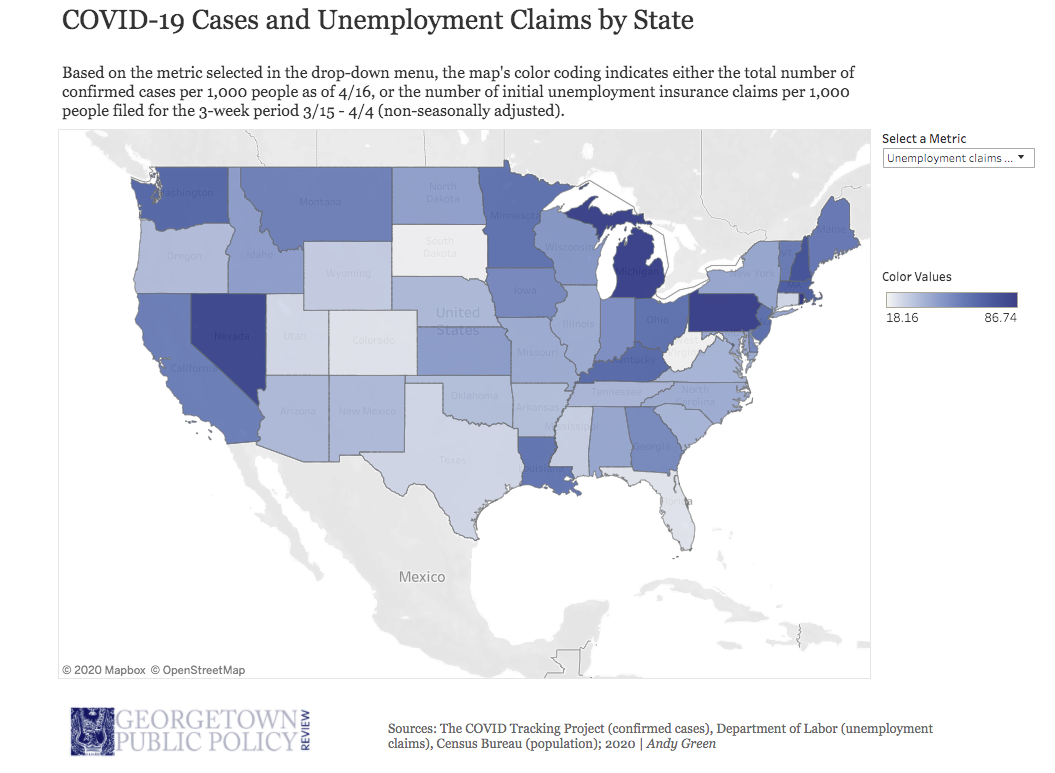 COVID-19 Cases and Unemployment Claims by State
Based on the metric selected in the drop-down menu, the map's color coding indicates either the total number of
confirmed cases per 1,000 people as of 4/16, or the number of initial unemployment insurance claims per 1,000
people filed for the 3-week period 3/15 - 4/4 (non-seasonally adjusted).
Select a Metric
Unemployment claims ...
Washington
Montana
North
Dakota
Minnesota
Maine
Oregon
Idaho
South
Dakota
Wisconsin
Wyoming
Michigan
New York
MA
Iowa
Color Values
18.16 86.74
United
States
Nevada
Utah
Colorado
Illinois
Ohio
West
Virginia
California
Missouri
Kentucky
Arizona
New Mexico
Oklahoma
Arkansas
Tennessee
North
Carolina
Mississippi
Texas
Louisiana
Georgia
Florida
Mexico
© 2020 Mapbox © OpenStreetMap
GEORGETOWN
PUBLIC POLICY
REVIEW
Sources: The COVID Tracking Project (confirmed cases), Department of Labor (unemployment
claims), Census Bureau (population); 2020 | Andy Green